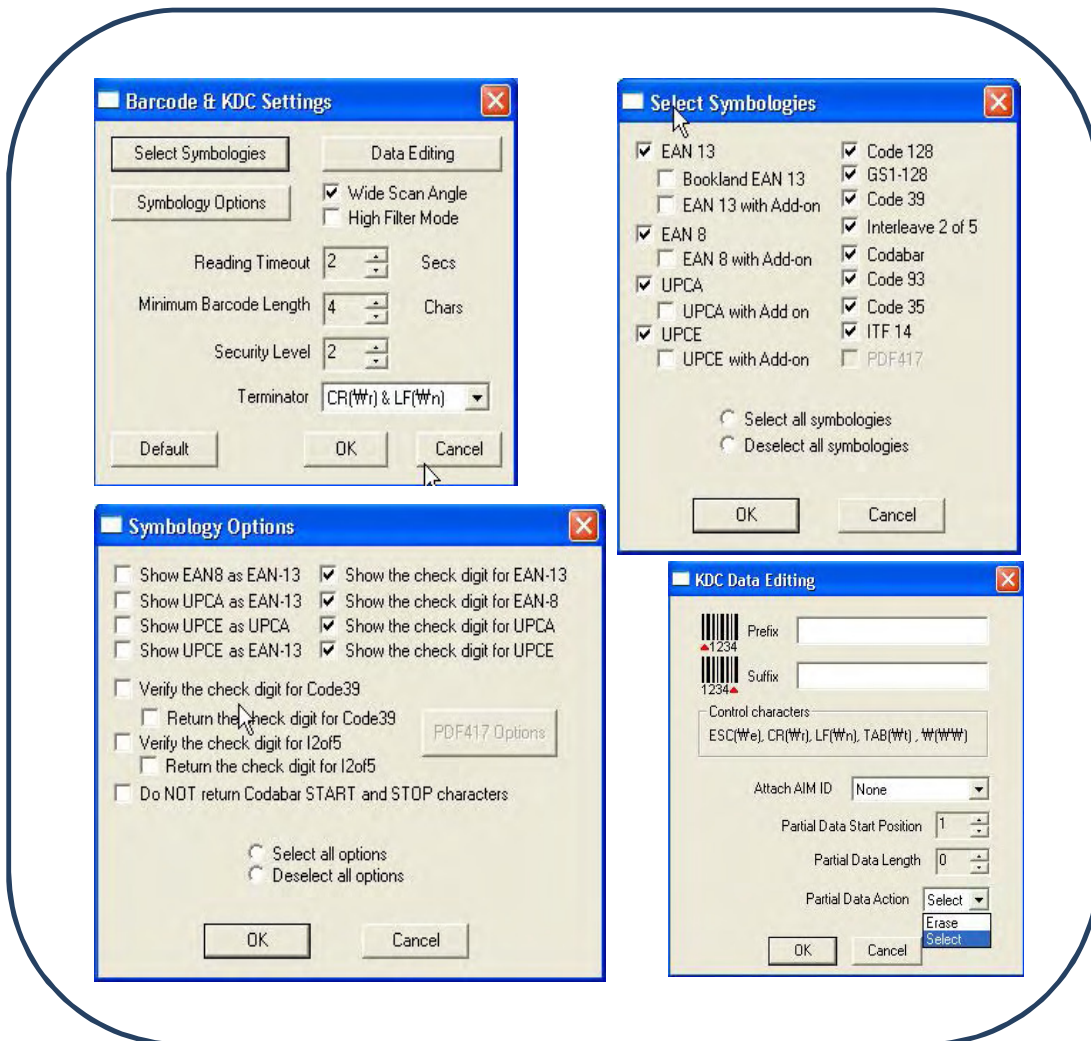 Barcode & KDC Settings
Select Symbologies
Data Editing
Symbology Options
Wide Scan Angle
High Filter Mode
Reading Timeout 2 Secs
Minimum Barcode Length 4 Chars
Security Level 2
Terminator CR(₩r) & LF(₩n)
Default OK Cancel
Select Symbologies
EAN 13
Bookland EAN 13
EAN 13 with Add-on
EAN 8
EAN 8 with Add-on
UPCA
UPCA with Add on
UPCE
UPCE with Add-on
Code 128
GS1-128
Code 39
Interleave 2 of 5
Codabar
Code 93
Code 35
ITF 14
PDF417
Select all symbologies
Deselect all symbologies
OK Cancel
Symbology Options
Show EAN8 as EAN-13
Show UPCA as EAN-13
Show UPCE as UPCA
Show UPCE as EAN-13
Show the check digit for EAN-13
Show the check digit for EAN-8
Show the check digit for UPCA
Show the check digit for UPCE
Verify the check digit for Code39
Return the check digit for Code39
Verify the check digit for I2of5
Return the check digit for I2of5
PDF417 Options
Do NOT return Codabar START and STOP characters
Select all options
Deselect all options
OK Cancel
KDC Data Editing
1234 Prefix
1234 Suffix
Control characters
ESC(₩e), CR(₩r), LF(₩n), TAB(₩t) , ₩(₩₩)
Attach AIM ID None
Partial Data Start Position 1
Partial Data Length 0
Partial Data Action Select
Erase
Select
OK Cancel